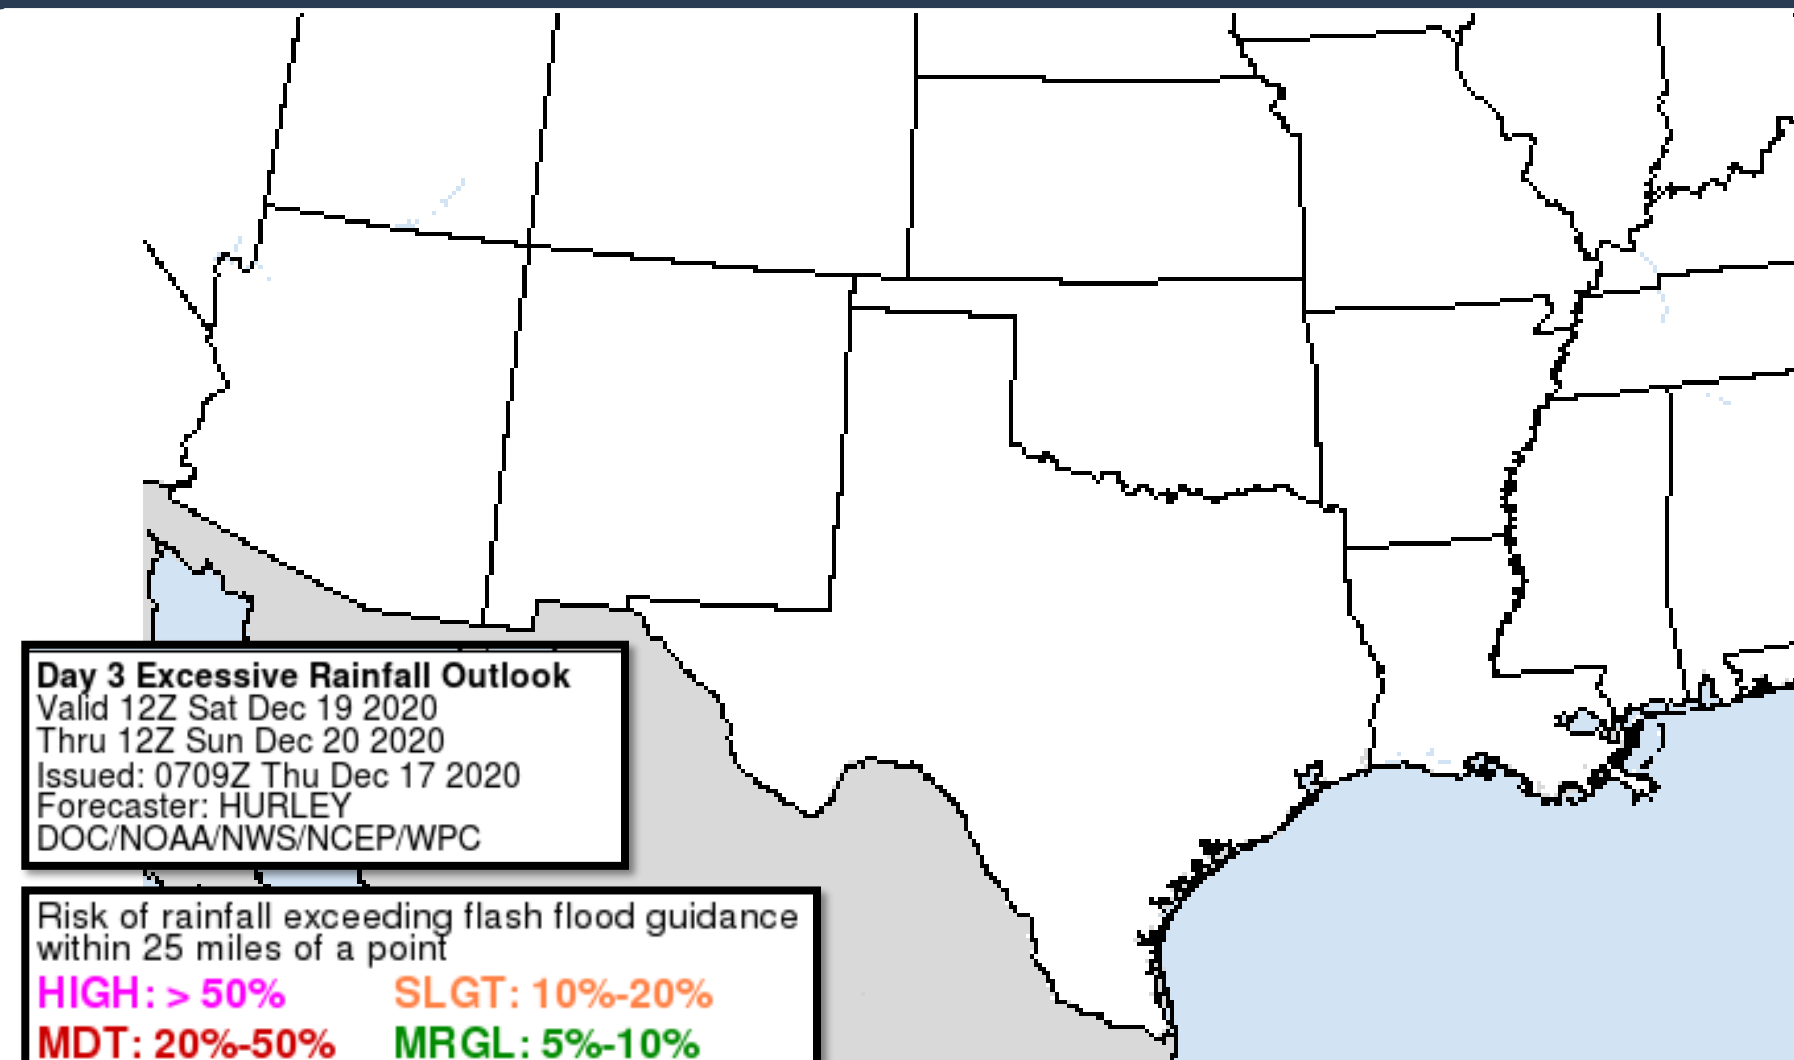 Day 3 Excessive Rainfall Outlook
Valid 12Z Sat Dec 19 2020
Thru 12Z Sun Dec 20 2020
Issued: 0709Z Thu Dec 17 2020
Forecaster: HURLEY
DOC/NOAA/NWS/NCEP/WPC
Risk of rainfall exceeding flash flood guidance
within 25 miles of a point
HIGH: > 50% SLGT: 10%-20%
MDT: 20%-50% MRGL: 5%-10%